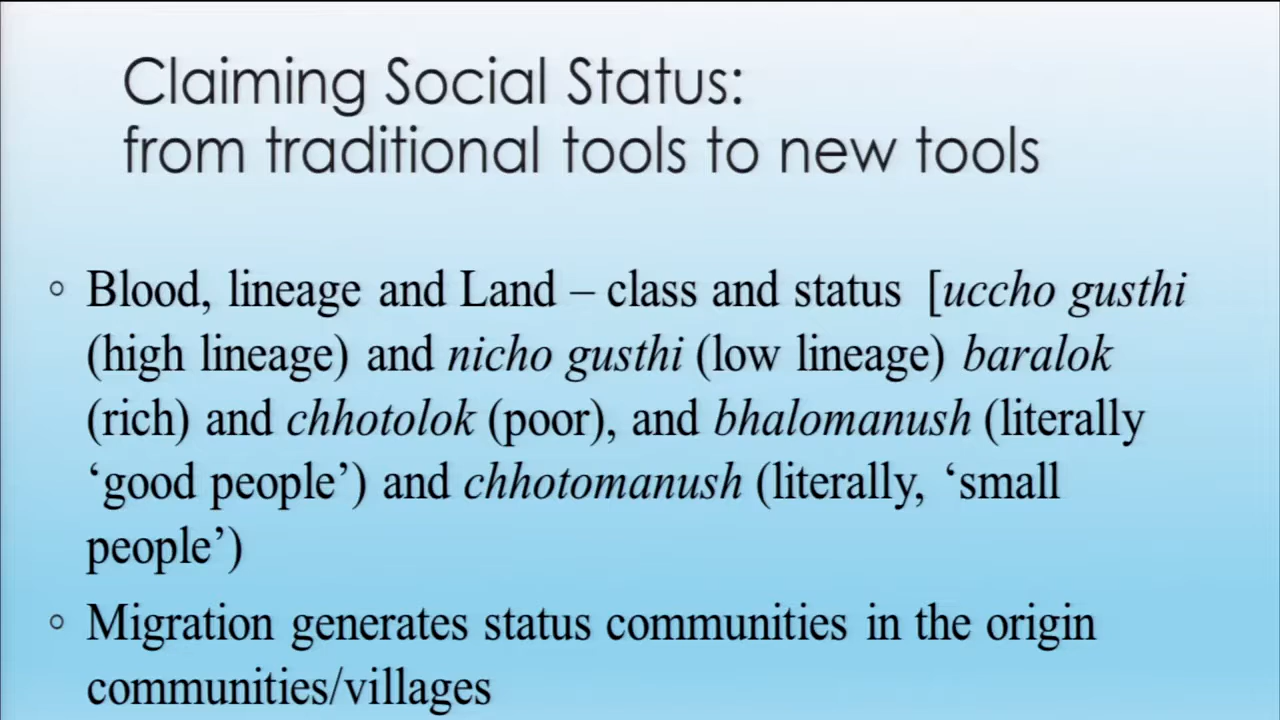 Claiming Social Status:
from traditional tools to new tools
◦ Blood, lineage and Land – class and status [uccho gusthi
(high lineage) and nicho gusthi (low lineage) baralok
(rich) and chhotolok (poor), and bhalomanush (literally
‘good people’) and chhotomanush (literally, ‘small
people’)
◦ Migration generates status communities in the origin
communities/villages